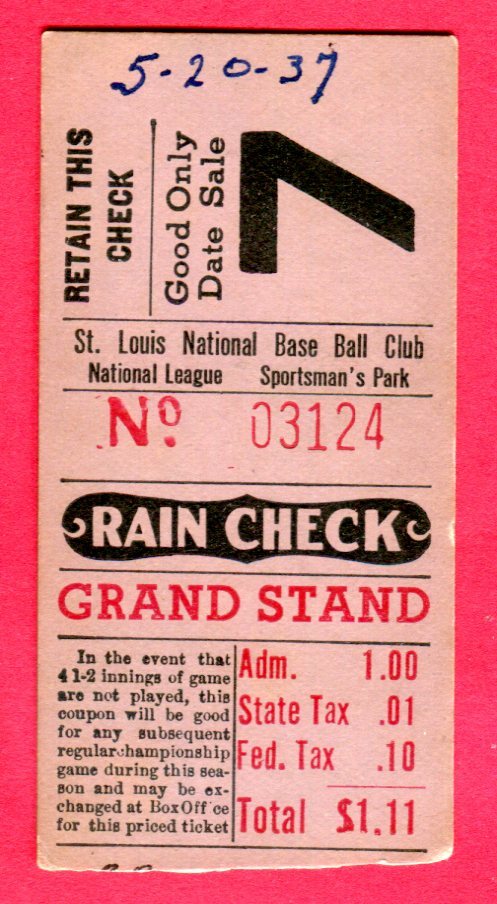 5-20-37
RETAIN THIS
CHECK
Good Only
Date Sale
7
St. Louis National Base Ball Club
National League Sportsman's Park
No. 03124
RAIN CHECK
GRAND STAND
In the event that
4 1-2 innings of game
are not played, this
coupon will be good
for any subsequent
regular championship
game during this sea-
son and may be ex-
changed at Box Office
for this priced ticket
Adm. 1.00
State Tax .01
Fed. Tax .10
Total $1.11